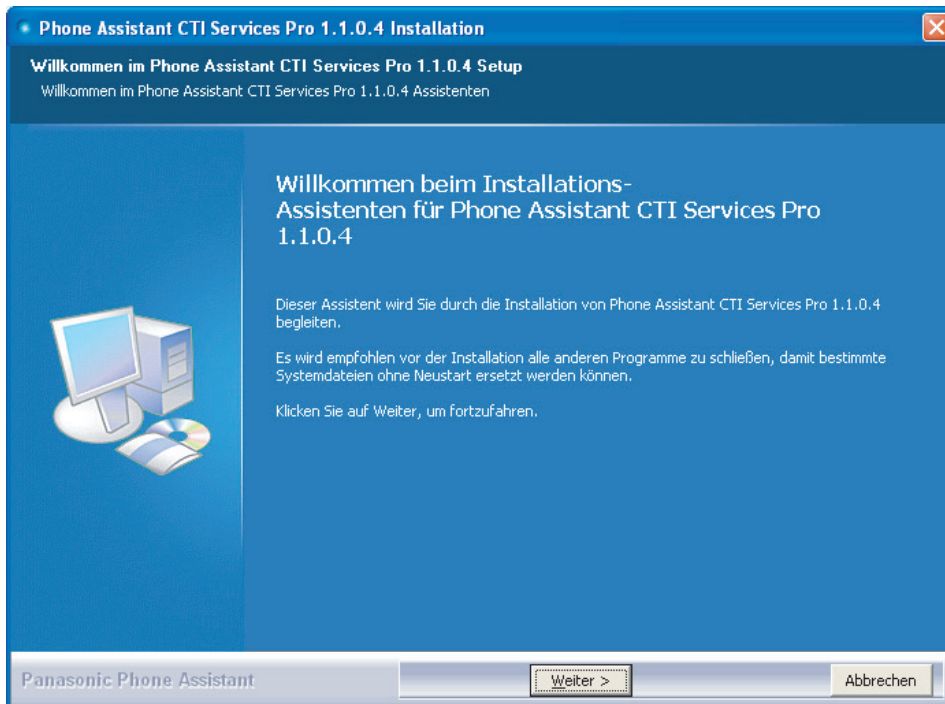 Phone Assistant CTI Services Pro 1.1.0.4 Installation
Willkommen im Phone Assistant CTI Services Pro 1.1.0.4 Setup
Willkommen im Phone Assistant CTI Services Pro 1.1.0.4 Assistenten
Willkommen beim Installations-
Assistenten für Phone Assistant CTI Services Pro
1.1.0.4
Dieser Assistent wird Sie durch die Installation von Phone Assistant CTI Services Pro 1.1.0.4
begleiten.
Es wird empfohlen vor der Installation alle anderen Programme zu schließen, damit bestimmte
Systemdateien ohne Neustart ersetzt werden können.
Klicken Sie auf Weiter, um fortzufahren.
Panasonic Phone Assistant
Weiter >
Abbrechen